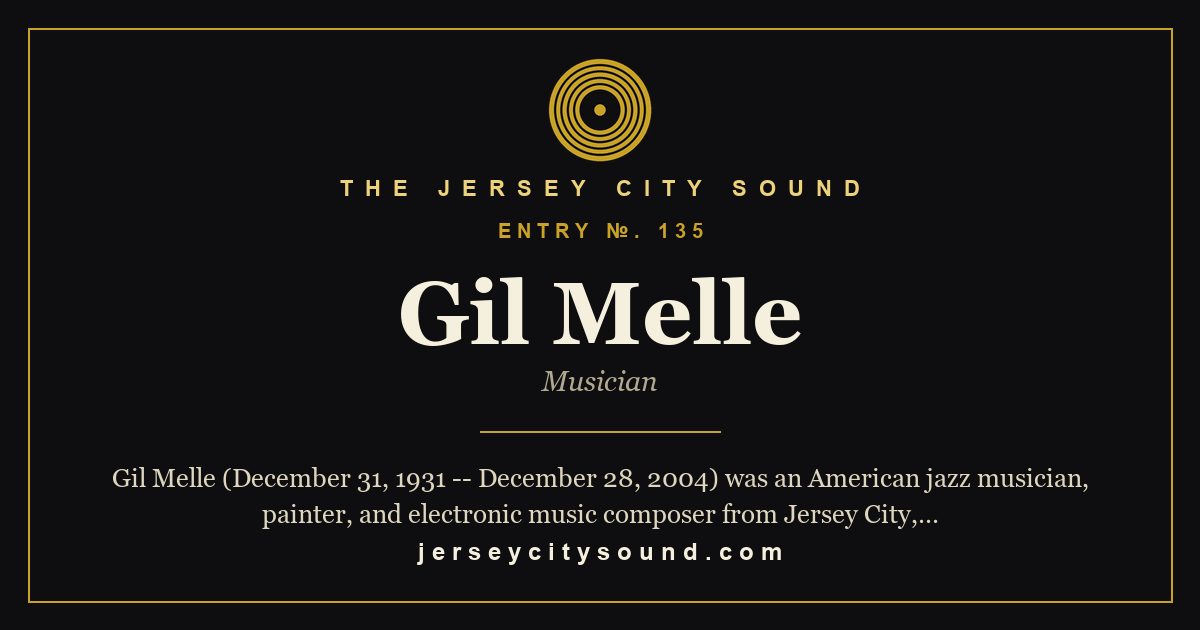 THE JERSEY CITY SOUND
ENTRY №. 135
Gil Melle
Musician
Gil Melle (December 31, 1931 -- December 28, 2004) was an American jazz musician,
painter, and electronic music composer from Jersey City,...
jerseycitysound.com